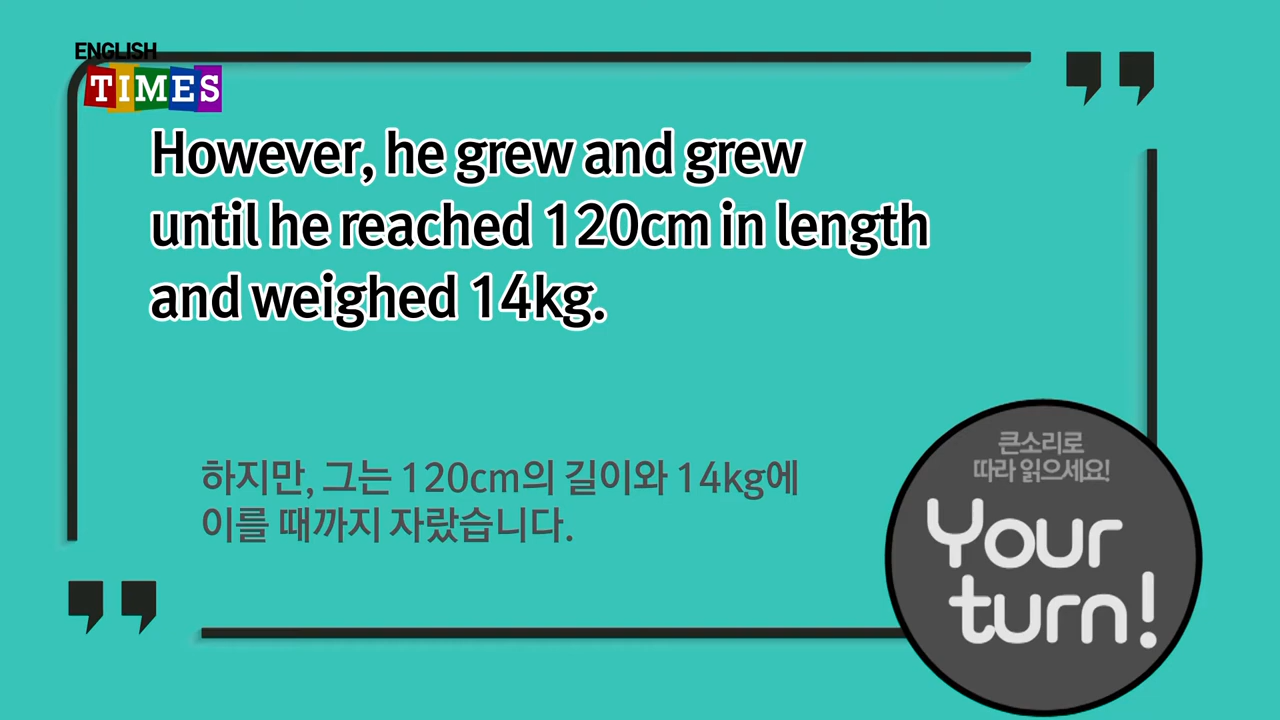 ENGLISH
TIMES
However, he grew and grew
until he reached 120cm in length
and weighed 14kg.
하지만, 그는 120cm의 길이와 14kg에
이를 때까지 자랐습니다.
큰소리로
따라 읽으세요!
Your
turn!